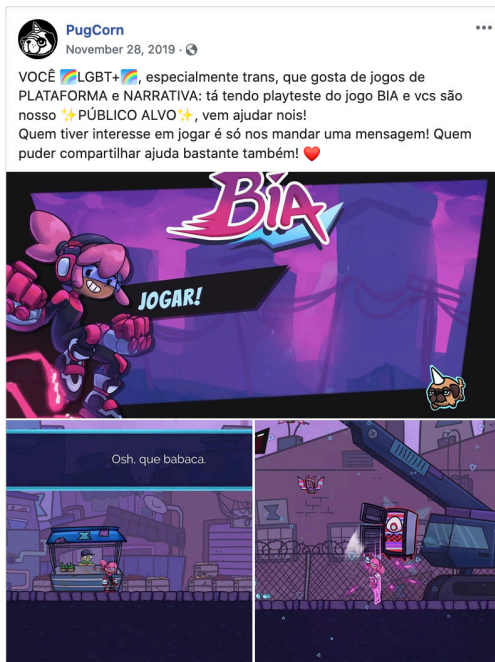 PugCorn
November 28, 2019 ·
VOCÊ 🌈LGBT+🌈, especialmente trans, que gosta de jogos de
PLATAFORMA e NARRATIVA: tá tendo playteste do jogo BIA e vcs são
nosso ✨PÚBLICO ALVO✨, vem ajudar nois!
Quem tiver interesse em jogar é só nos mandar uma mensagem! Quem
puder compartilhar ajuda bastante também! ❤️
BIA
JOGAR!
Osh, que babaca.